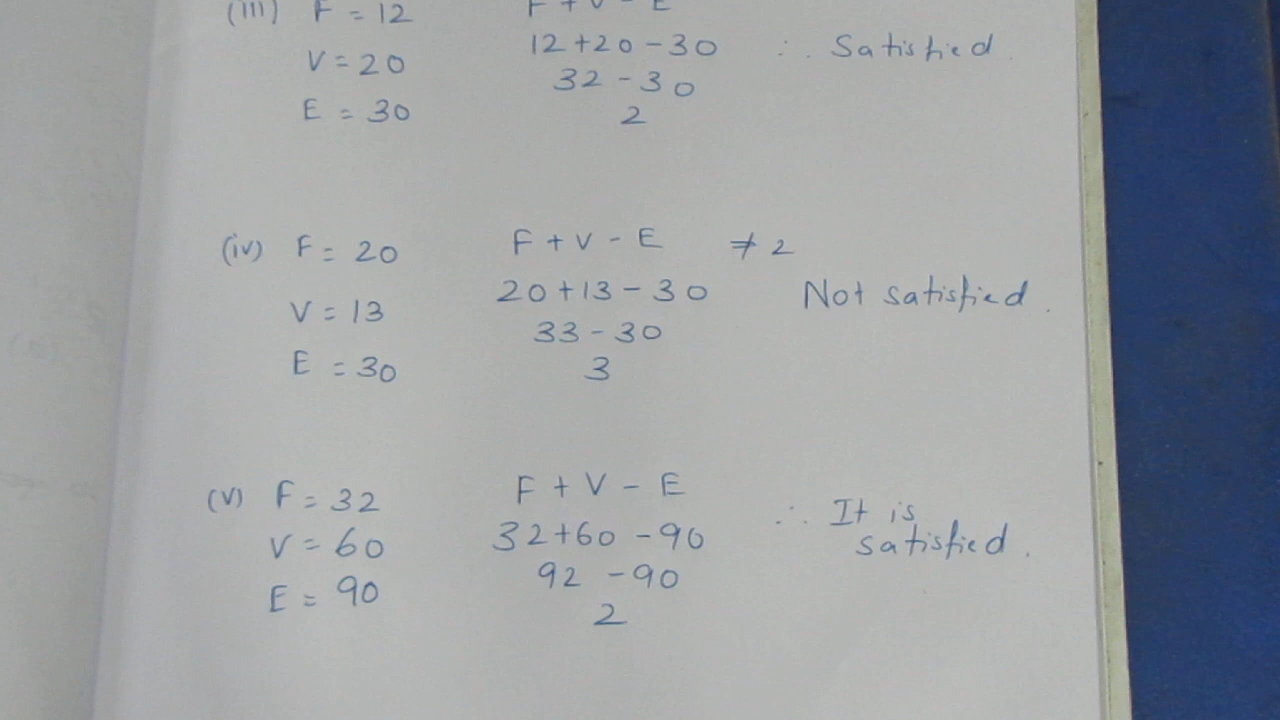 (iii) F = 12 F + V - E
V = 20 12 + 20 - 30 ∴ Satisfied.
E = 30 32 - 30
2
(iv) F = 20 F + V - E ≠ 2
V = 13 20 + 13 - 30 Not satisfied.
E = 30 33 - 30
3
(v) F = 32 F + V - E
V = 60 32 + 60 - 90 ∴ It is
E = 90 92 - 90 satisfied.
2